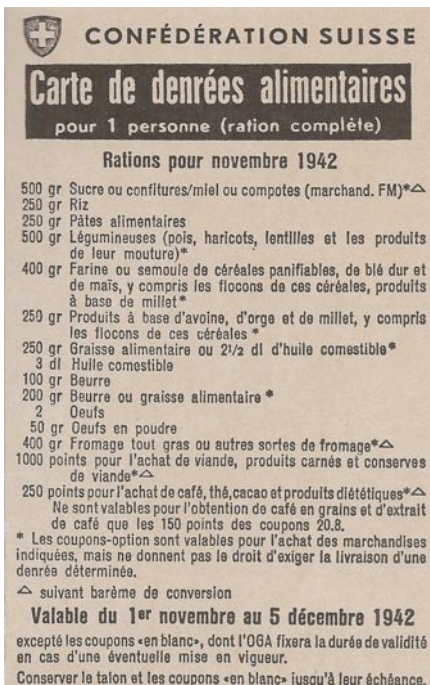 CONFÉDÉRATION SUISSE
Carte de denrées alimentaires
pour 1 personne (ration complète)
Rations pour novembre 1942
500 gr Sucre ou confitures/miel ou compotes (marchand. FM)*△
250 gr Riz
250 gr Pâtes alimentaires
500 gr Légumineuses (pois, haricots, lentilles et les produits
de leur mouture)*
400 gr Farine ou semoule de céréales panifiables, de blé dur et
de maïs, y compris les flocons de ces céréales, produits
à base de millet*
250 gr Produits à base d'avoine, d'orge et de millet, y compris
les flocons de ces céréales *
250 gr Graisse alimentaire ou 2½ dl d'huile comestible*
3 dl Huile comestible
100 gr Beurre
200 gr Beurre ou graisse alimentaire *
2 Oeufs
50 gr Oeufs en poudre
400 gr Fromage tout gras ou autres sortes de fromage*△
1000 points pour l'achat de viande, produits carnés et conserves
de viande*△
250 points pour l'achat de café, thé, cacao et produits diététiques*△
Ne sont valables pour l'obtention de café en grains et d'extrait
de café que les 150 points des coupons 20.8.
* Les coupons-option sont valables pour l'achat des marchandises
indiquées, mais ne donnent pas le droit d'exiger la livraison d'une
denrée déterminée.
△ suivant barème de conversion
Valable du 1er novembre au 5 décembre 1942
excepté les coupons «en blanc», dont l'OGA fixera la durée de validité
en cas d'une éventuelle mise en vigueur.
Conserver le talon et les coupons «en blanc» jusqu'à leur échéance.